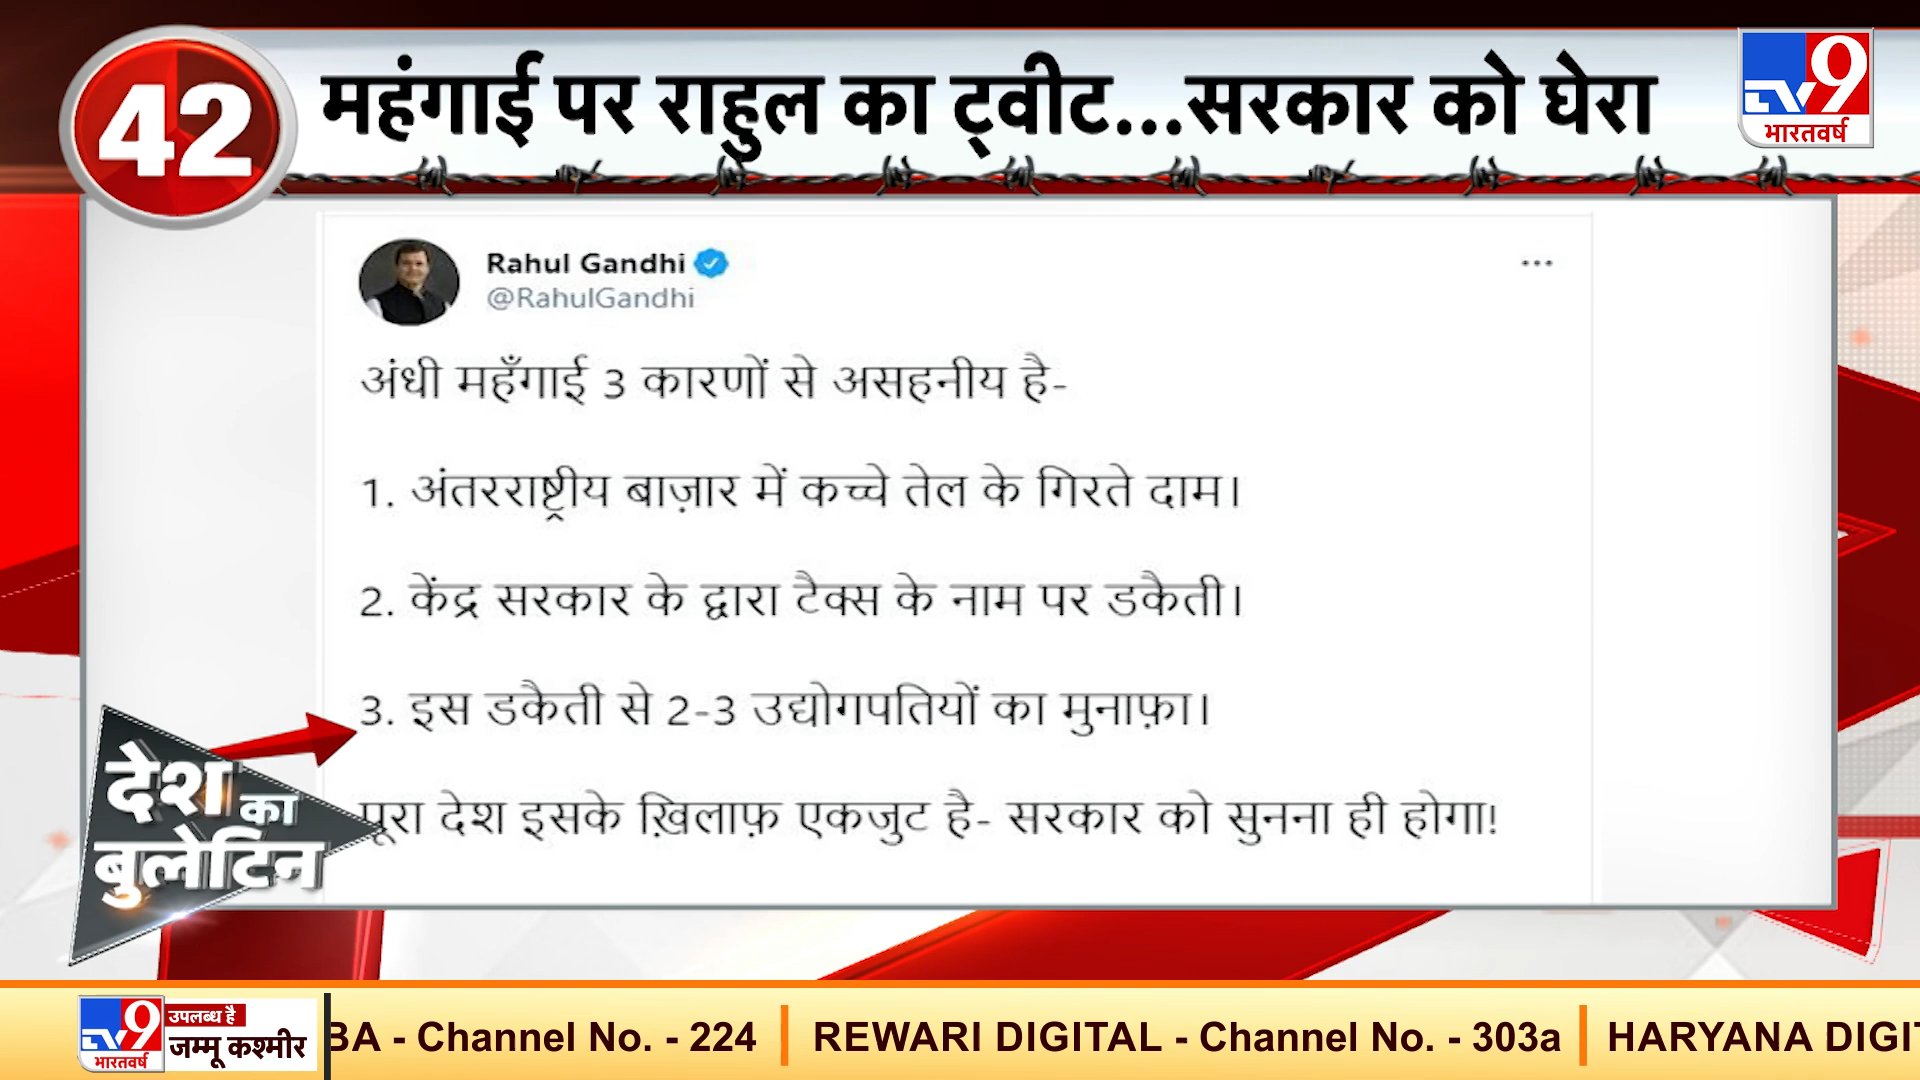 42
महंगाई पर राहुल का ट्वीट...सरकार को घेरा
TV9
भारतवर्ष
Rahul Gandhi
@RahulGandhi
अंधी महँगाई 3 कारणों से असहनीय है-
1. अंतरराष्ट्रीय बाज़ार में कच्चे तेल के गिरते दाम।
2. केंद्र सरकार के द्वारा टैक्स के नाम पर डकैती।
3. इस डकैती से 2-3 उद्योगपतियों का मुनाफ़ा।
पूरा देश इसके ख़िलाफ़ एकजुट है- सरकार को सुनना ही होगा!
देश का
बुलेटिन
TV9
भारतवर्ष
उपलब्ध है
जम्मू कश्मीर
BA - Channel No. - 224 | REWARI DIGITAL - Channel No. - 303a | HARYANA DIGIT